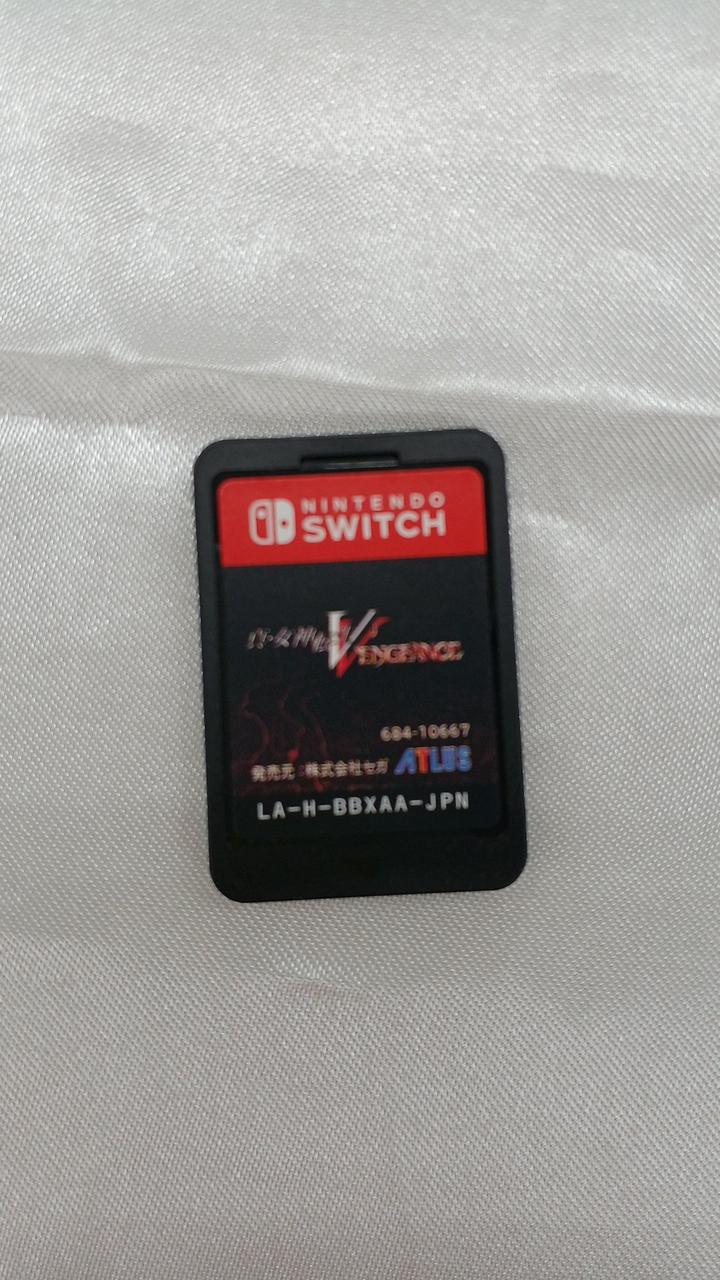 NINTENDO
SWITCH
真・女神転生V VENGEANCE
684-10667
発売元:株式会社セガ ATLUS
LA-H-BBXAA-JPN